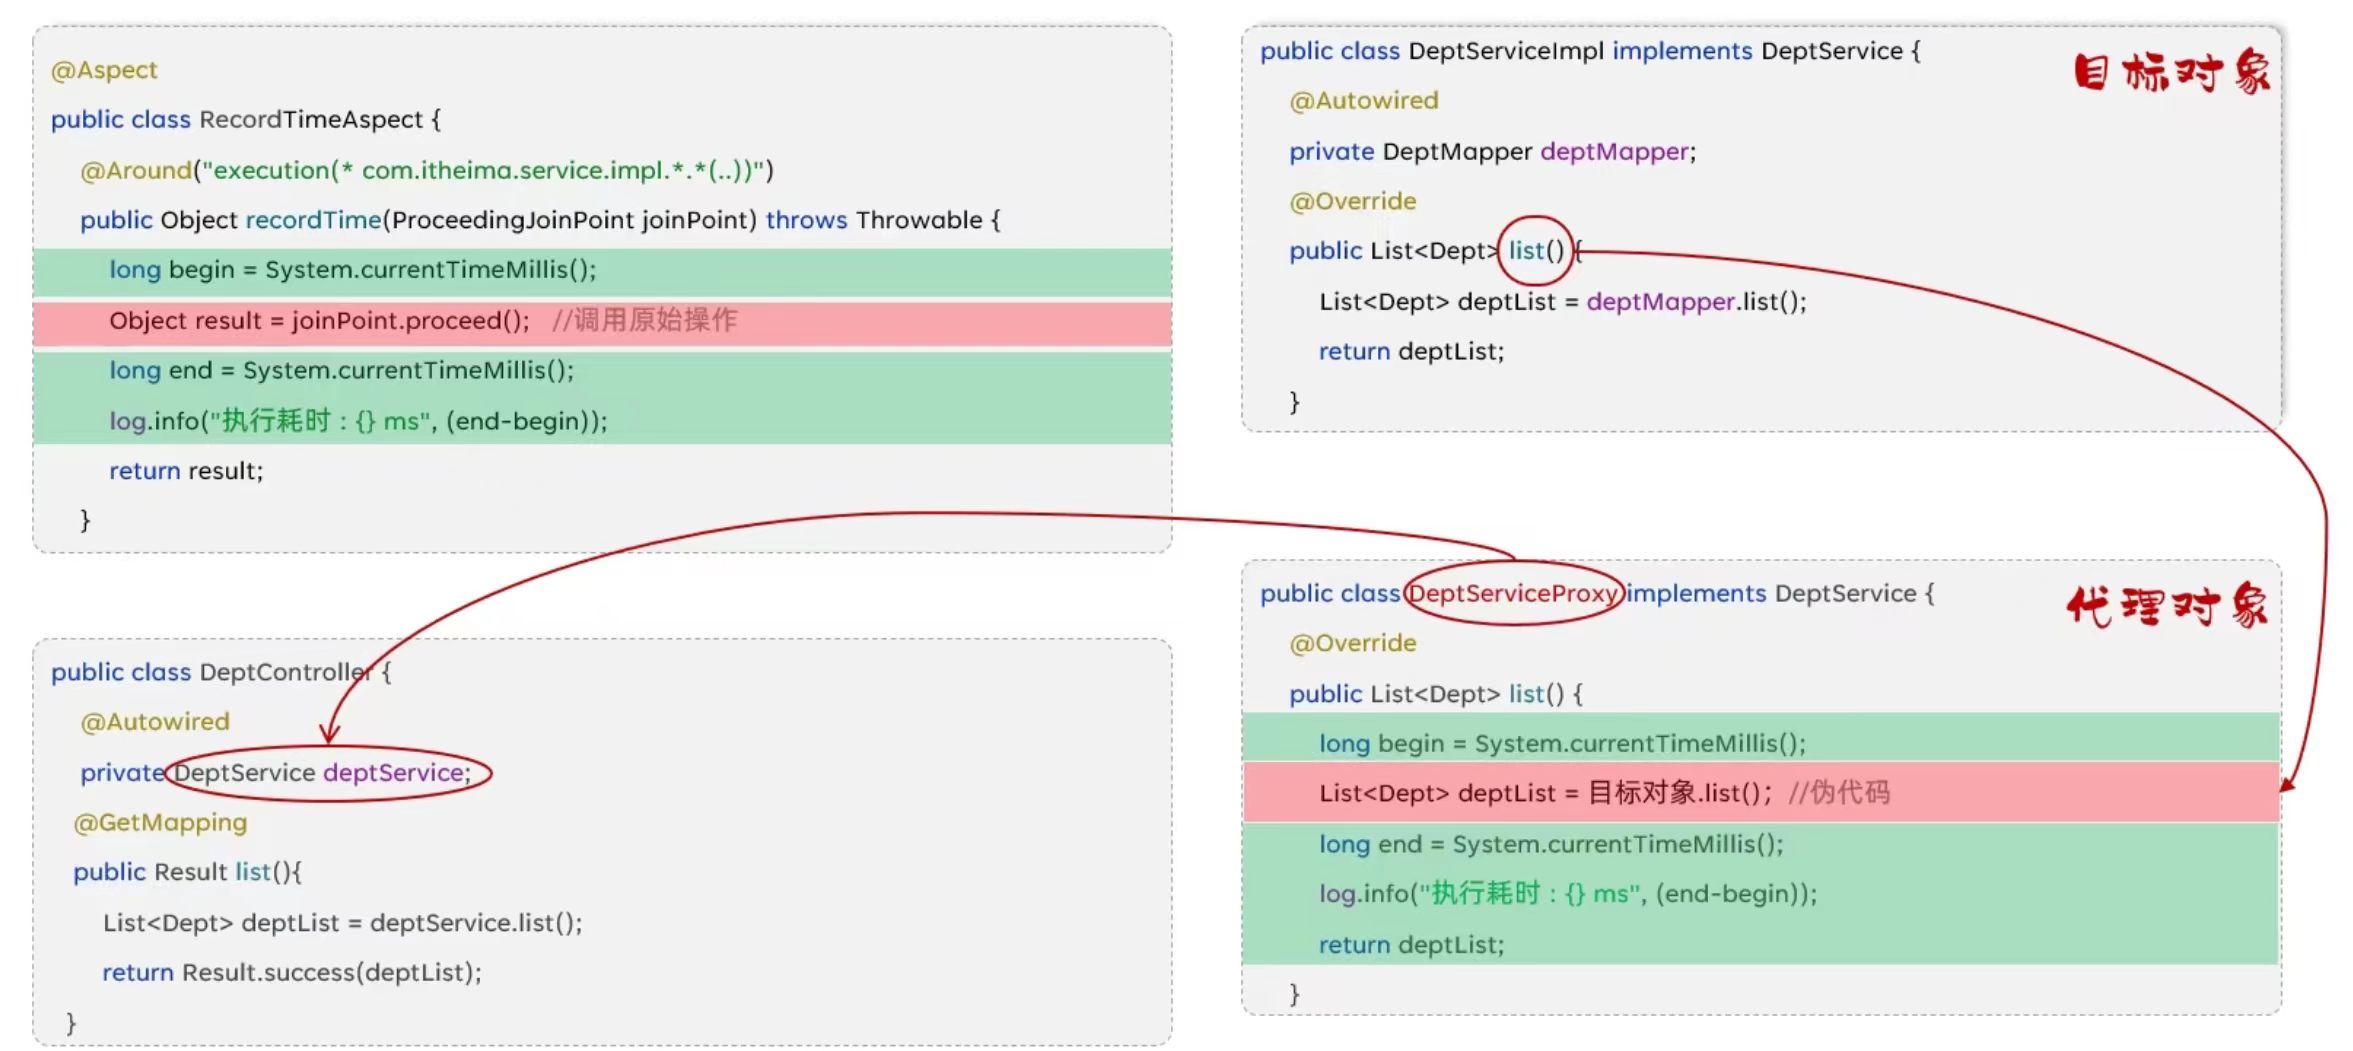 @Aspect
public class RecordTimeAspect {
@Around("execution(* com.itheima.service.impl.*.*(..))")
public Object recordTime(ProceedingJoinPoint joinPoint) throws Throwable {
long begin = System.currentTimeMillis();
Object result = joinPoint.proceed();   //调用原始操作
long end = System.currentTimeMillis();
log.info("执行耗时 : {} ms", (end-begin));
return result;
}
public class DeptServiceImpl implements DeptService {
目标对象
@Autowired
private DeptMapper deptMapper;
@Override
public List<Dept> list() {
List<Dept> deptList = deptMapper.list();
return deptList;
}
public class DeptController {
@Autowired
private DeptService deptService;
@GetMapping
public Result list(){
List<Dept> deptList = deptService.list();
return Result.success(deptList);
}
public class DeptServiceProxy implements DeptService {
代理对象
@Override
public List<Dept> list() {
long begin = System.currentTimeMillis();
List<Dept> deptList = 目标对象.list();  //伪代码
long end = System.currentTimeMillis();
log.info("执行耗时 : {} ms", (end-begin));
return deptList;
}